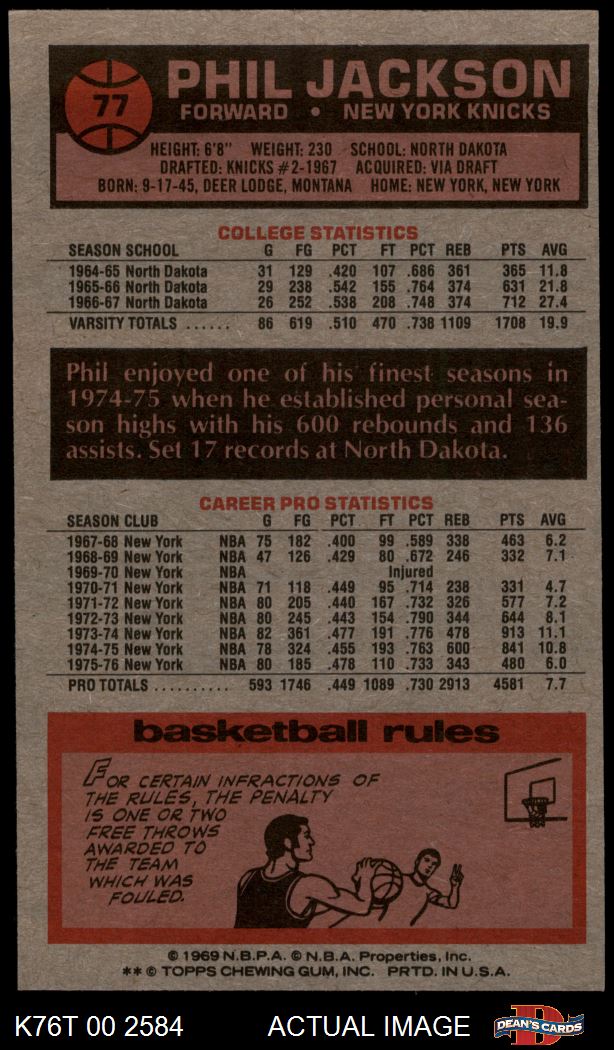 77
PHIL JACKSON
FORWARD • NEW YORK KNICKS
HEIGHT: 6'8" WEIGHT: 230 SCHOOL: NORTH DAKOTA
DRAFTED: KNICKS #2-1967 ACQUIRED: VIA DRAFT
BORN: 9-17-45, DEER LODGE, MONTANA HOME: NEW YORK, NEW YORK
COLLEGE STATISTICS
SEASON SCHOOL G FG PCT FT PCT REB PTS AVG
1964-65 North Dakota 31 129 .420 107 .686 361 365 11.8
1965-66 North Dakota 29 238 .542 155 .764 374 631 21.8
1966-67 North Dakota 26 252 .538 208 .748 374 712 27.4
VARSITY TOTALS ...... 86 619 .510 470 .738 1109 1708 19.9
Phil enjoyed one of his finest seasons in
1974-75 when he established personal sea-
son highs with his 600 rebounds and 136
assists. Set 17 records at North Dakota.
CAREER PRO STATISTICS
SEASON CLUB G FG PCT FT PCT REB PTS AVG
1967-68 New York NBA 75 182 .400 99 .589 338 463 6.2
1968-69 New York NBA 47 126 .429 80 .672 246 332 7.1
1969-70 New York NBA Injured
1970-71 New York NBA 71 118 .449 95 .714 238 331 4.7
1971-72 New York NBA 80 205 .440 167 .732 326 577 7.2
1972-73 New York NBA 80 245 .443 154 .790 344 644 8.1
1973-74 New York NBA 82 361 .477 191 .776 478 913 11.1
1974-75 New York NBA 78 324 .455 193 .763 600 841 10.8
1975-76 New York NBA 80 185 .478 110 .733 343 480 6.0
PRO TOTALS .......... 593 1746 .449 1089 .730 2913 4581 7.7
basketball rules
FOR CERTAIN INFRACTIONS OF
THE RULES, THE PENALTY
IS ONE OR TWO
FREE THROWS
AWARDED TO
THE TEAM
WHICH WAS
FOULED.
© 1969 N.B.P.A. © N.B.A. Properties, Inc.
** © TOPPS CHEWING GUM, INC. PRTD. IN U.S.A.
K76T 00 2584 ACTUAL IMAGE
D
DEAN'S CARDS